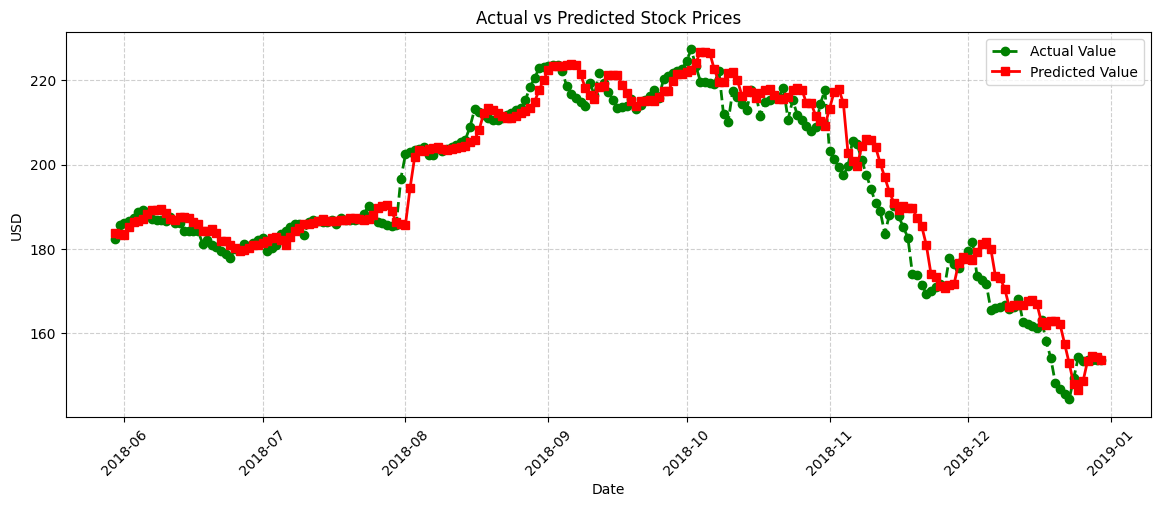 Actual vs Predicted Stock Prices
Actual Value
Predicted Value
USD
220
200
180
160
2018-06
2018-07
2018-08
2018-09
2018-10
2018-11
2018-12
2019-01
Date